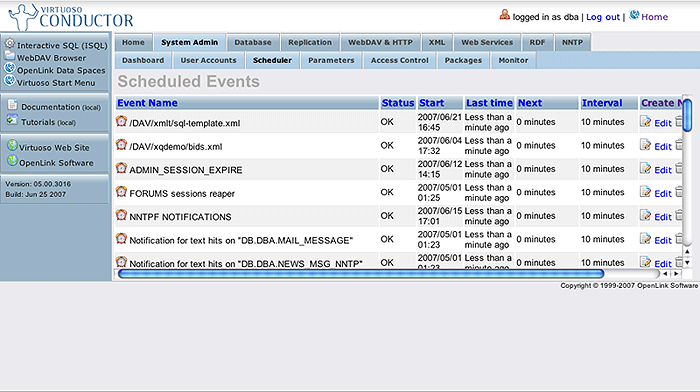 VIRTUOSO
CONDUCTOR
logged in as dba | Log out | Home
Interactive SQL (ISQL)
WebDAV Browser
OpenLink Data Spaces
Virtuoso Start Menu
Documentation (local)
Tutorials (local)
Virtuoso Web Site
OpenLink Software
Version: 05.00.3016
Build: Jun 25 2007
Home System Admin Database Replication WebDAV & HTTP XML Web Services RDF NNTP
Dashboard User Accounts Scheduler Parameters Access Control Packages Monitor
Scheduled Events
Event Name Status Start Last time Next Interval Create N
/DAV/xmlt/sql-template.xml OK 2007/06/21 16:45 Less than a minute ago 0 minutes 10 minutes Edit
/DAV/xqdemo/bids.xml OK 2007/06/04 17:32 Less than a minute ago 0 minutes 10 minutes Edit
ADMIN_SESSION_EXPIRE OK 2007/06/12 14:15 Less than a minute ago 0 minutes 10 minutes Edit
FORUMS sessions reaper OK 2007/05/01 01:25 Less than a minute ago 0 minutes 10 minutes Edit
NNTPF NOTIFICATIONS OK 2007/06/15 17:01 Less than a minute ago 0 minutes 10 minutes Edit
Notification for text hits on "DB.DBA.MAIL_MESSAGE" OK 2007/05/01 01:23 Less than a minute ago 0 minutes 10 minutes Edit
Notification for text hits on "DB.DBA.NEWS_MSG_NNTP" OK 2007/05/01 01:23 Less than a minute ago 0 minutes 10 minutes Edit
Copyright © 1999-2007 OpenLink Software